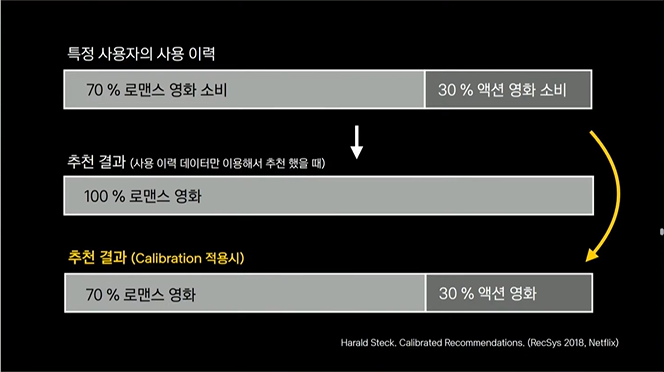 특정 사용자의 사용 이력
70 % 로맨스 영화 소비
30 % 액션 영화 소비
추천 결과 (사용 이력 데이터만 이용해서 추천 했을 때)
100 % 로맨스 영화
추천 결과 (Calibration 적용시)
70 % 로맨스 영화
30 % 액션 영화
Harald Steck. Calibrated Recommendations. (RecSys 2018, Netflix)